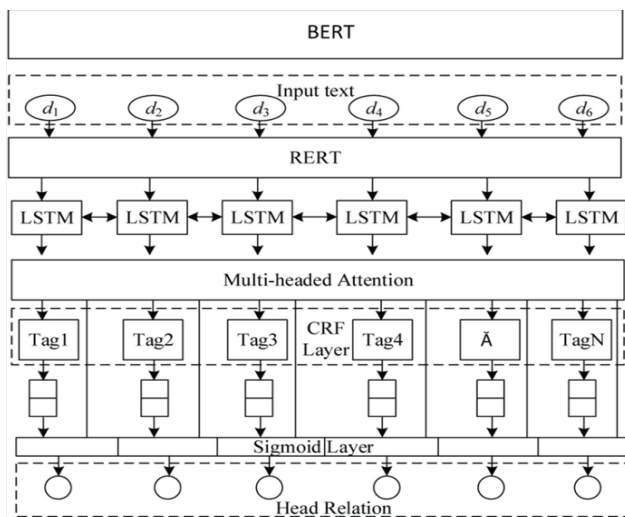 BERT
Input text
d1 d2 d3 d4 d5 d6
RERT
LSTM LSTM LSTM LSTM LSTM LSTM
Multi-headed Attention
Tag1 Tag2 Tag3 CRF Layer Tag4 Ă TagN
Sigmoid Layer
Head Relation